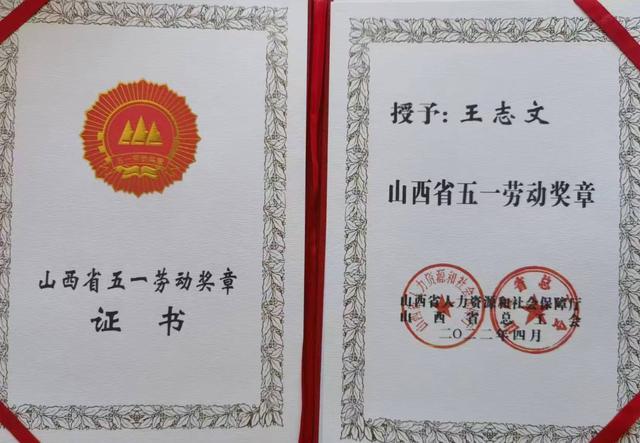 山西省五一劳动奖章
证书
授予：王志文
山西省五一劳动奖章
山西省人力资源和社会保障厅
山西省总工会
二〇二二年四月